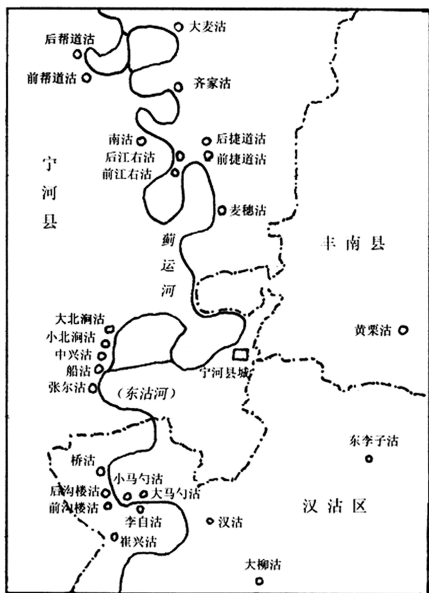 大麦沽
后帮道沽
前帮道沽
齐家沽
南沽
后捷道沽
后江右沽
前捷道沽
前江右沽
宁河县
麦穗沽
蓟运河
丰南县
大北涧沽
小北涧沽
中兴沽
船沽
张尔沽
黄栗沽
宁河县城
(东沽河)
东李子沽
桥沽
小马勺沽
后沟楼沽
大马勺沽
前沟楼沽
李自沽
汉沽
汉沽区
崔兴沽
大柳沽